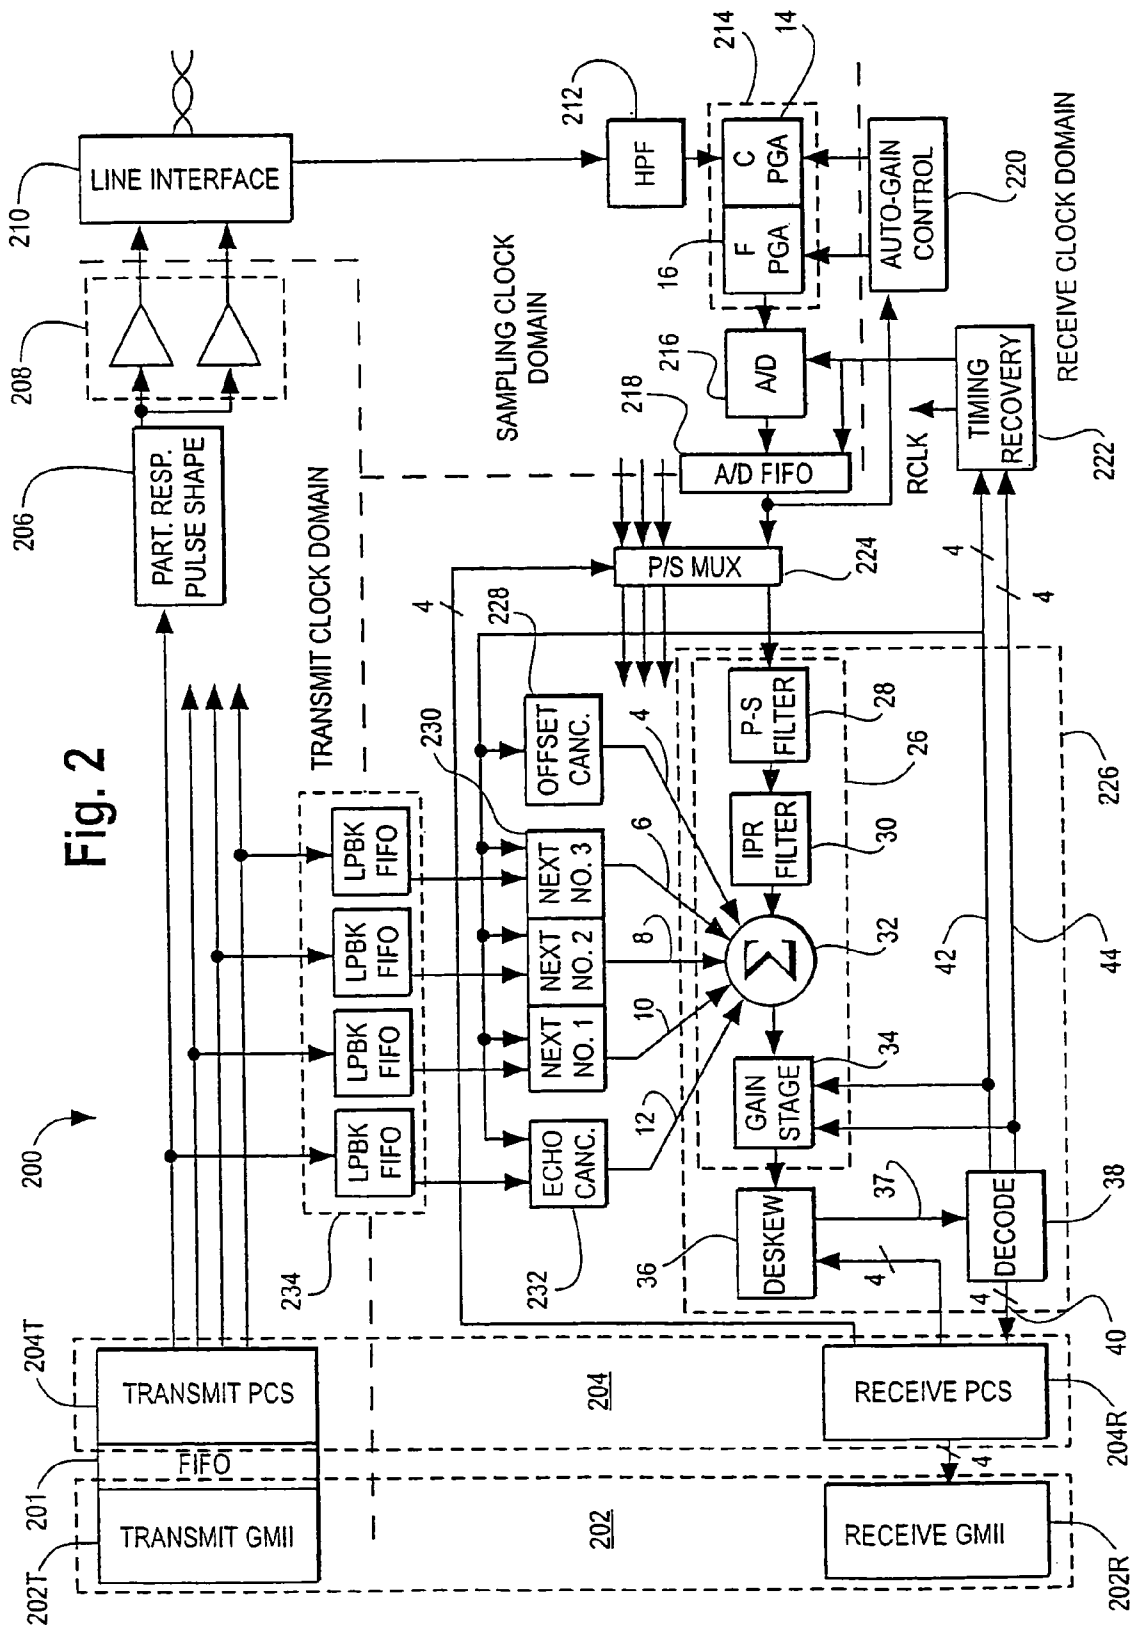 Fig. 2
200
202T
201
204T
TRANSMIT GMII
FIFO
TRANSMIT PCS
206
PART. RESP.
PULSE SHAPE
208
210
LINE INTERFACE
TRANSMIT CLOCK DOMAIN
234
LPBK
FIFO
LPBK
FIFO
LPBK
FIFO
LPBK
FIFO
SAMPLING CLOCK
DOMAIN
212
HPF
214
14
C
PGA
16
F
PGA
216
A/D
218
A/D FIFO
AUTO-GAIN
CONTROL
220
RECEIVE CLOCK DOMAIN
RCLK
TIMING
RECOVERY
222
4
P/S MUX
224
228
OFFSET
CANC.
230
NEXT
NO. 3
NEXT
NO. 2
NEXT
NO. 1
ECHO
CANC.
232
4
6
8
10
12
P-S
FILTER
28
26
IPR
FILTER
30
Σ
32
GAIN
STAGE
34
36
DESKEW
37
4
DECODE
38
4
40
42
44
4
4
226
202
204
RECEIVE PCS
204R
4
RECEIVE GMII
202R